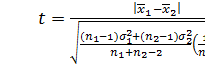 t = |x̄₁−x̄₂| / √( ((n₁−1)σ₁²+(n₂−1)σ₂²)/(n₁+n₂−2) (